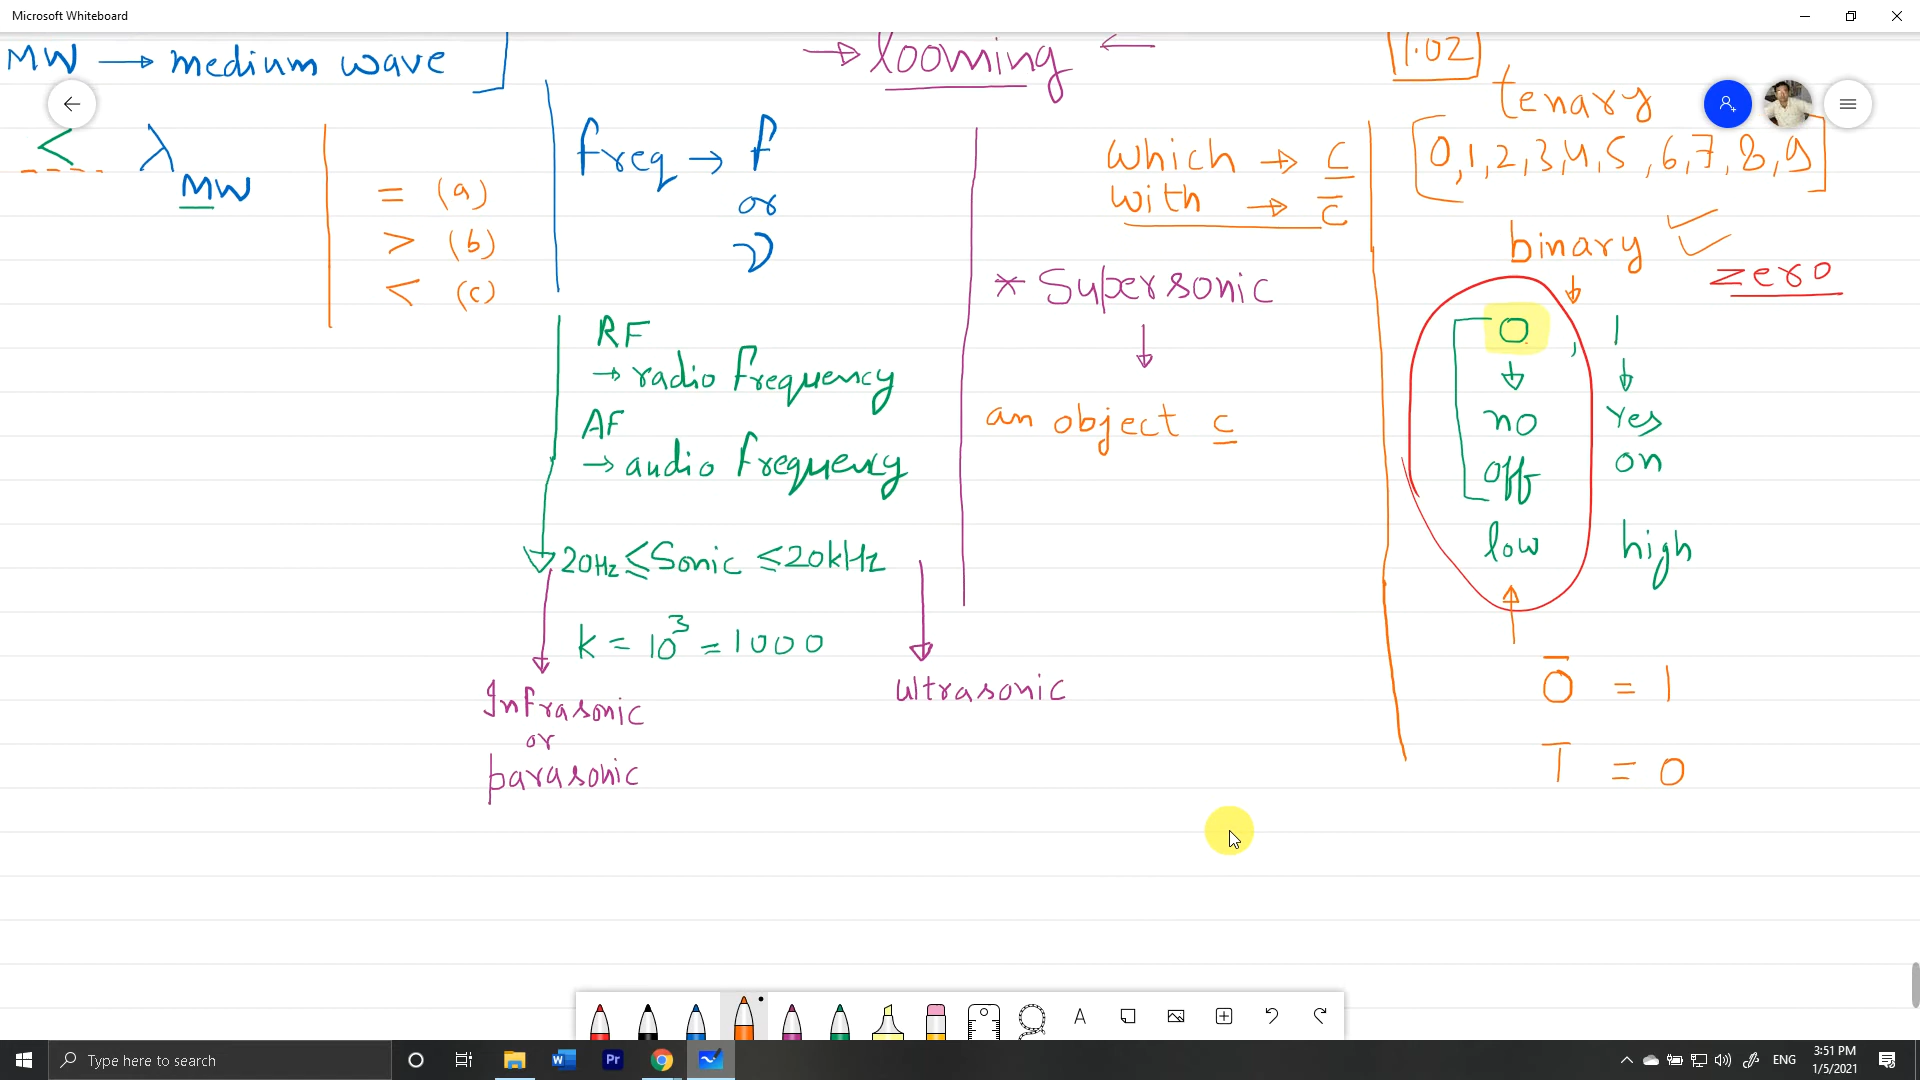 Microsoft Whiteboard
MW → medium wave
→ looming ←
1.02
tenary
0,1,2,3,4,5,6,7,8,9
< λ MW
= (a)
> (b)
< (c)
freq → f
or
ν
which → c
with → c̅
binary
zero
* Supersonic
0, 1
RF
→ radio frequency
AF
→ audio frequency
an object c
no Yes
off on
low high
20Hz ≤ Sonic ≤ 20kHz
k = 10³ = 1000
Infrasonic
or
parasonic
ultrasonic
0̅ = 1
1̅ = 0
A
Type here to search
W
Pr
ENG
3:51 PM
1/5/2021